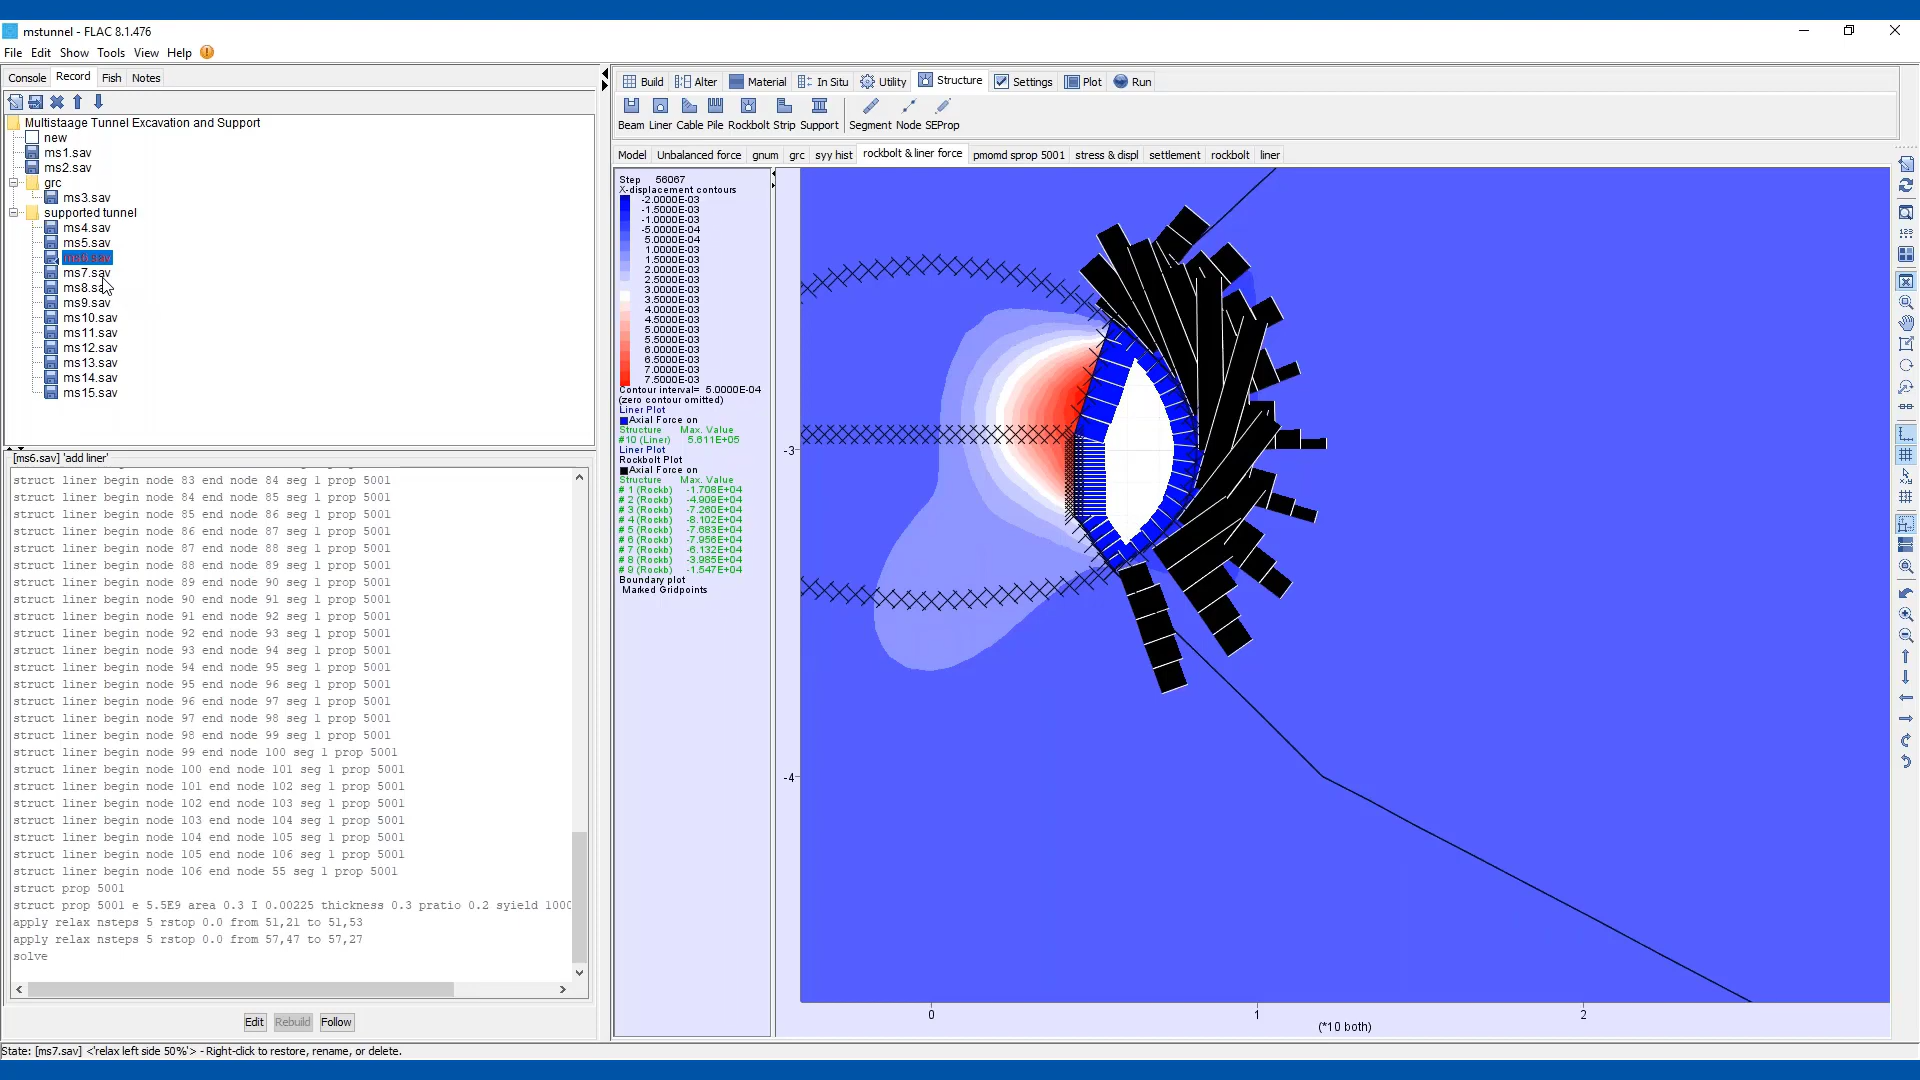 mstunnel - FLAC 8.1.476
File Edit Show Tools View Help
Console Record Fish Notes
Multistaage Tunnel Excavation and Support
new
ms1.sav
ms2.sav
grc
ms3.sav
supported tunnel
ms4.sav
ms5.sav
ms6.sav
ms7.sav
ms8.sav
ms9.sav
ms10.sav
ms11.sav
ms12.sav
ms13.sav
ms14.sav
ms15.sav
[ms6.sav] 'add liner'
struct liner begin node 83 end node 84 seg 1 prop 5001
struct liner begin node 84 end node 85 seg 1 prop 5001
struct liner begin node 85 end node 86 seg 1 prop 5001
struct liner begin node 86 end node 87 seg 1 prop 5001
struct liner begin node 87 end node 88 seg 1 prop 5001
struct liner begin node 88 end node 89 seg 1 prop 5001
struct liner begin node 89 end node 90 seg 1 prop 5001
struct liner begin node 90 end node 91 seg 1 prop 5001
struct liner begin node 91 end node 92 seg 1 prop 5001
struct liner begin node 92 end node 93 seg 1 prop 5001
struct liner begin node 93 end node 94 seg 1 prop 5001
struct liner begin node 94 end node 95 seg 1 prop 5001
struct liner begin node 95 end node 96 seg 1 prop 5001
struct liner begin node 96 end node 97 seg 1 prop 5001
struct liner begin node 97 end node 98 seg 1 prop 5001
struct liner begin node 98 end node 99 seg 1 prop 5001
struct liner begin node 99 end node 100 seg 1 prop 5001
struct liner begin node 100 end node 101 seg 1 prop 5001
struct liner begin node 101 end node 102 seg 1 prop 5001
struct liner begin node 102 end node 103 seg 1 prop 5001
struct liner begin node 103 end node 104 seg 1 prop 5001
struct liner begin node 104 end node 105 seg 1 prop 5001
struct liner begin node 105 end node 106 seg 1 prop 5001
struct liner begin node 106 end node 55 seg 1 prop 5001
struct prop 5001
struct prop 5001 e 5.5E9 area 0.3 I 0.00225 thickness 0.3 pratio 0.2 syield 1000
apply relax nsteps 5 rstop 0.0 from 51,21 to 51,53
apply relax nsteps 5 rstop 0.0 from 57,47 to 57,27
solve
Edit Rebuild Follow
State: [ms7.sav] <'relax left side 50%'> - Right-click to restore, rename, or delete.
Build Alter Material In Situ Utility Structure Settings Plot Run
Beam Liner Cable Pile Rockbolt Strip Support Segment Node SEProp
Model Unbalanced force gnum grc syy hist rockbolt & liner force pmomd sprop 5001 stress & displ settlement rockbolt liner
Step 56067
X-displacement contours
-2.0000E-03
-1.5000E-03
-1.0000E-03
-5.0000E-04
5.0000E-04
1.0000E-03
1.5000E-03
2.0000E-03
2.5000E-03
3.0000E-03
3.5000E-03
4.0000E-03
4.5000E-03
5.0000E-03
5.5000E-03
6.0000E-03
6.5000E-03
7.0000E-03
7.5000E-03
Contour interval= 5.0000E-04
(zero contour omitted)
Liner Plot
Axial Force on
Structure Max. Value
#10 (Liner) 5.611E+05
Liner Plot
Rockbolt Plot
Axial Force on
Structure Max. Value
# 1 (Rockb) -1.708E+04
# 2 (Rockb) -4.909E+04
# 3 (Rockb) -7.260E+04
# 4 (Rockb) -8.102E+04
# 5 (Rockb) -7.683E+04
# 6 (Rockb) -7.956E+04
# 7 (Rockb) -6.132E+04
# 8 (Rockb) -3.985E+04
# 9 (Rockb) -1.547E+04
Boundary plot
Marked Gridpoints
-3
-4
0 1 2
(*10 both)
123